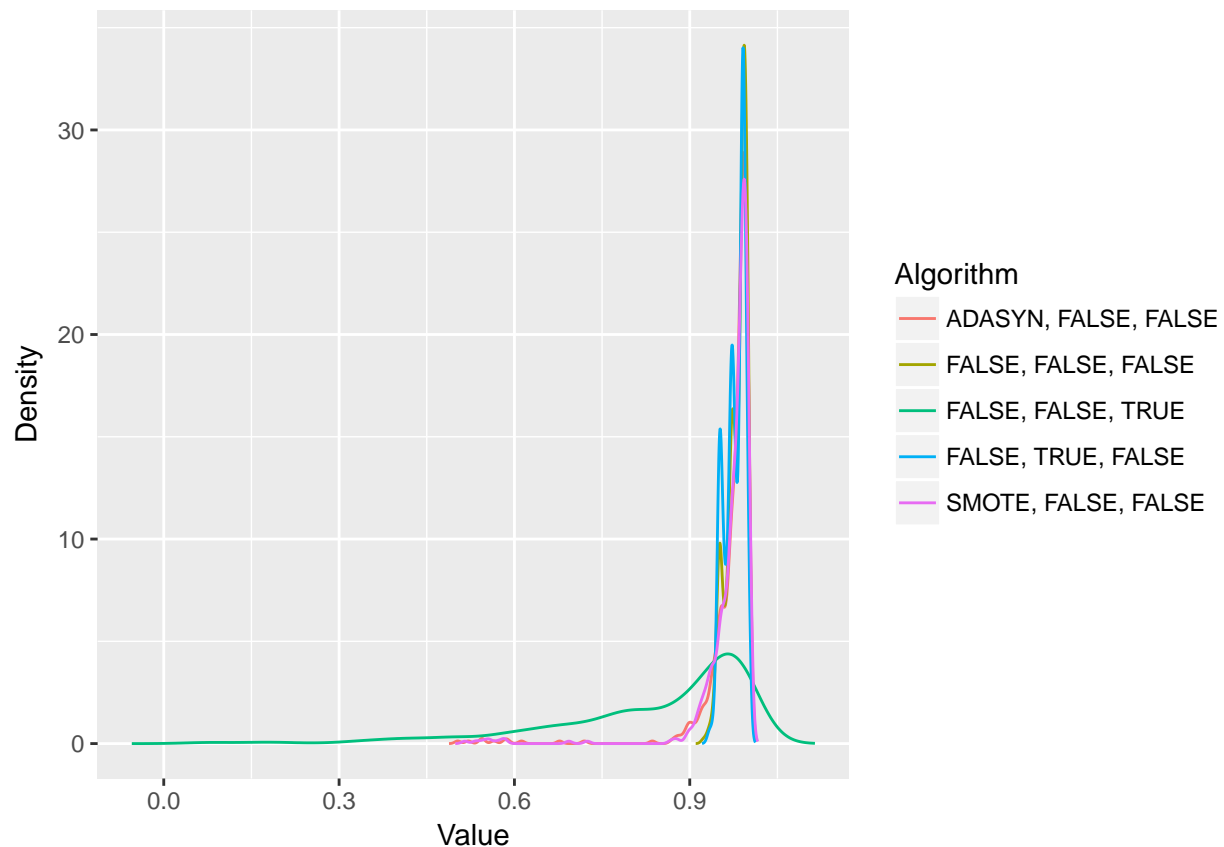 30
20
10
0
Density
0.0 0.3 0.6 0.9
Value
Algorithm
ADASYN, FALSE, FALSE
FALSE, FALSE, FALSE
FALSE, FALSE, TRUE
FALSE, TRUE, FALSE
SMOTE, FALSE, FALSE